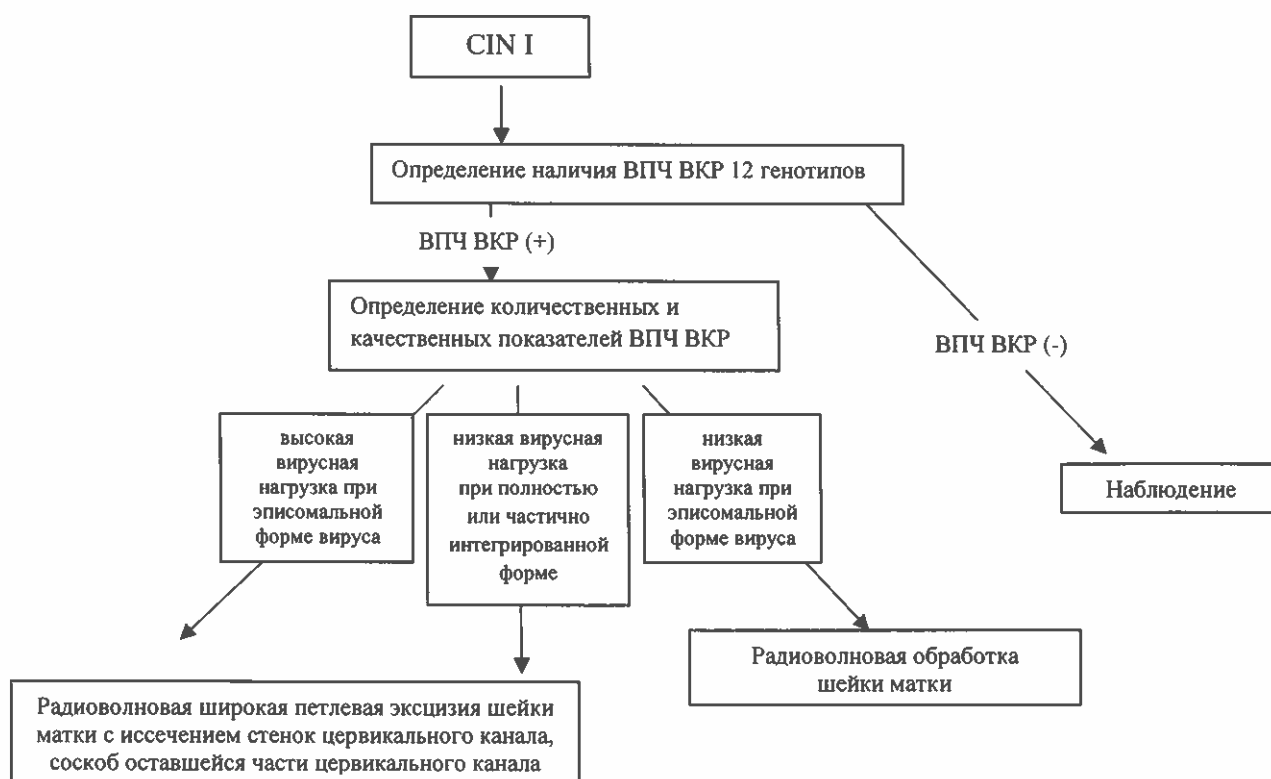 CIN I
Определение наличия ВПЧ ВКР 12 генотипов
ВПЧ ВКР (+)
Определение количественных и
качественных показателей ВПЧ ВКР
ВПЧ ВКР (-)
высокая
вирусная
нагрузка при
эписомальной
форме вируса
низкая вирусная
нагрузка
при полностью
или частично
интегрированной
форме
низкая
вирусная
нагрузка при
эписомальной
форме вируса
Наблюдение
Радиоволновая обработка
шейки матки
Радиоволновая широкая петлевая эксцизия шейки
матки с иссечением стенок цервикального канала,
соскоб оставшейся части цервикального канала